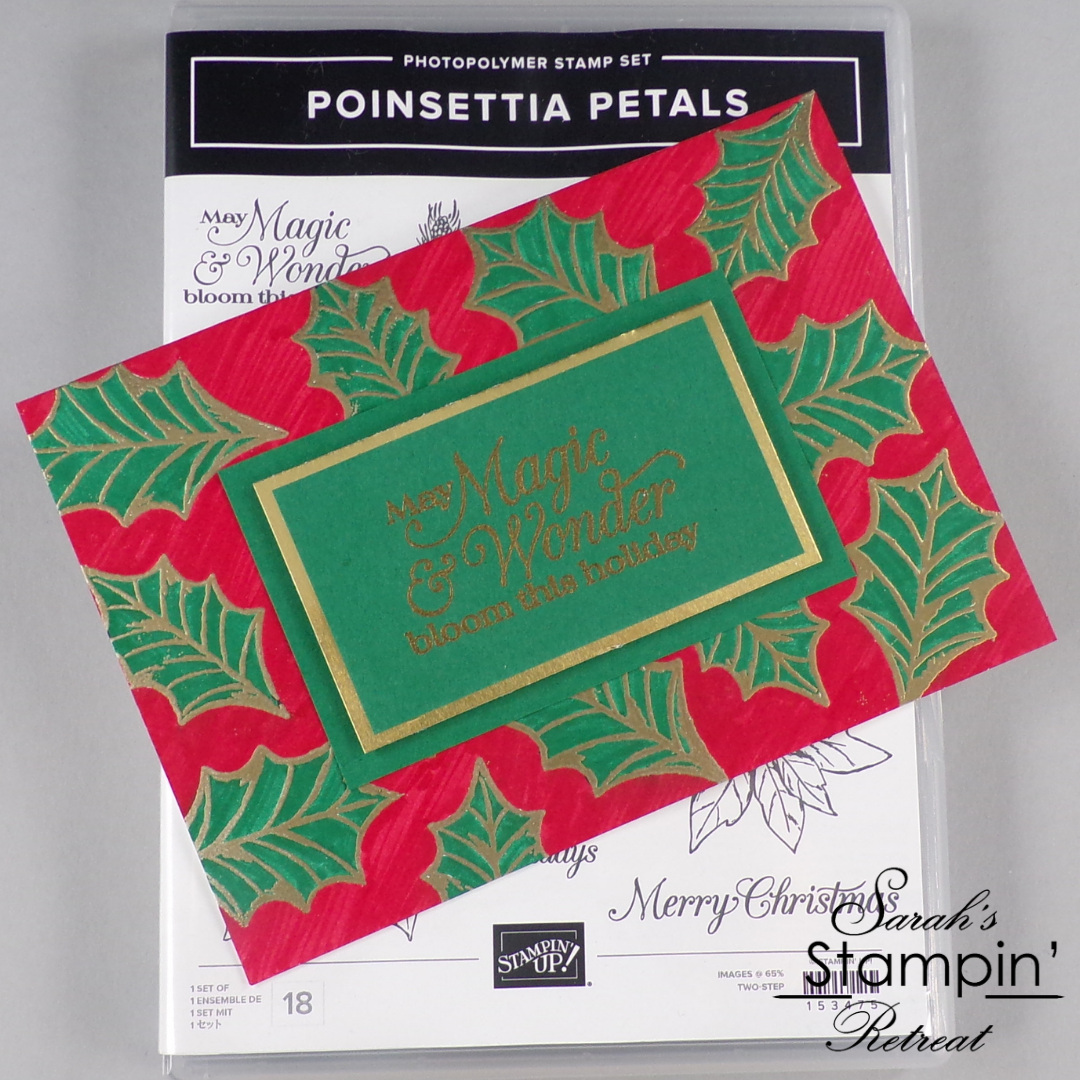 PHOTOPOLYMER STAMP SET
POINSETTIA PETALS
May Magic
& Wonder
bloom this
May Magic
& Wonder
bloom this holiday
Merry Christmas
STAMPIN' UP!
1 SET OF
1 ENSEMBLE DE
1 SET MIT
1 セット
18
IMAGES @ 65%
TWO-STEP
153475
Sarah's
Stampin'
Retreat